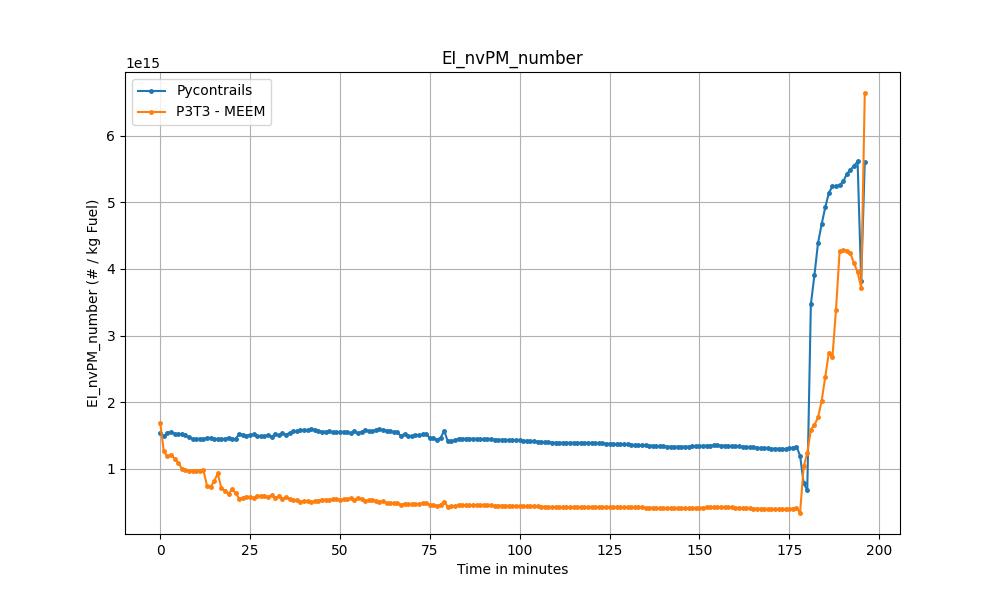 EI_nvPM_number
1e15
Pycontrails
P3T3 - MEEM
6
5
4
3
2
1
EI_nvPM_number (# / kg Fuel)
0 25 50 75 100 125 150 175 200
Time in minutes